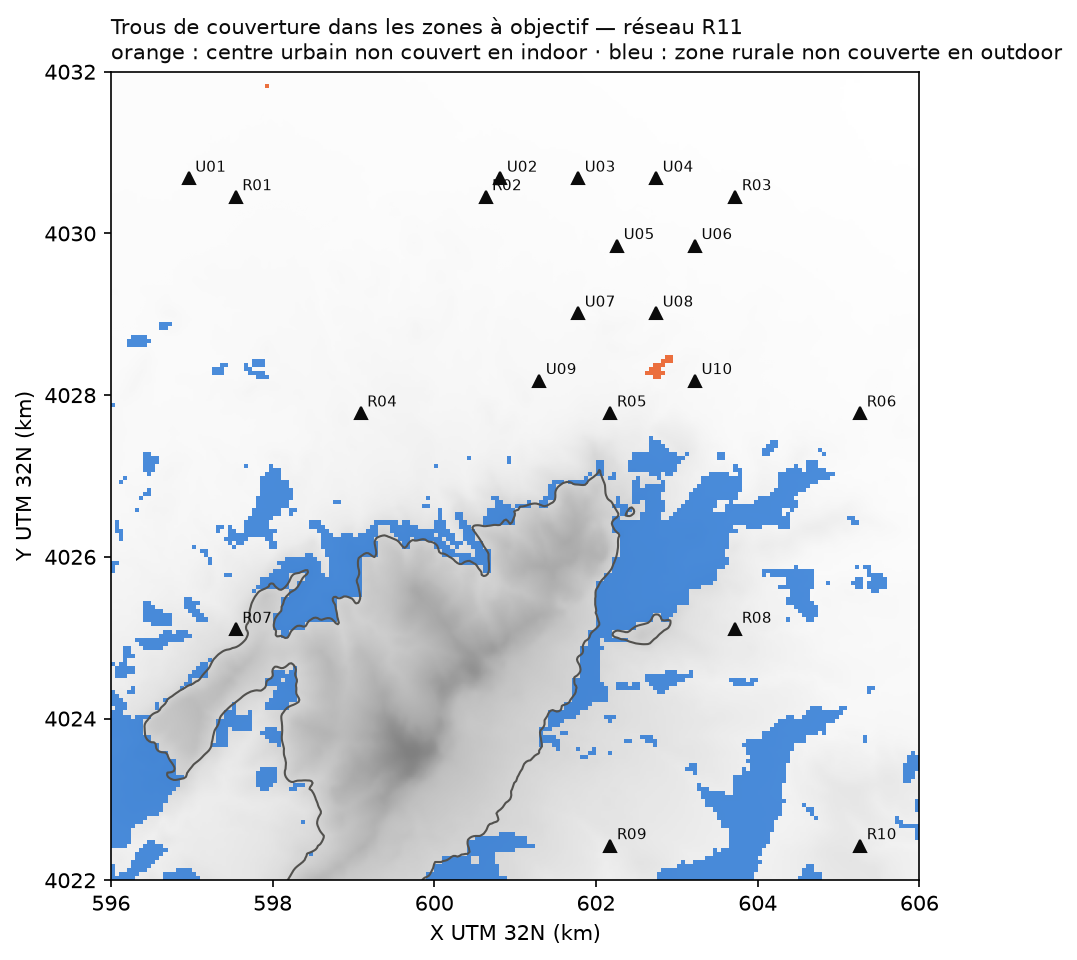 Trous de couverture dans les zones à objectif — réseau R11
orange : centre urbain non couvert en indoor · bleu : zone rurale non couverte en outdoor
4032
U01
R01
U02
R02
U03
U04
R03
4030
U05
U06
U07
U08
U09
U10
4028
R04
R05
R06
Y UTM 32N (km)
4026
R07
R08
4024
R09
R10
4022
596
598
600
602
604
606
X UTM 32N (km)